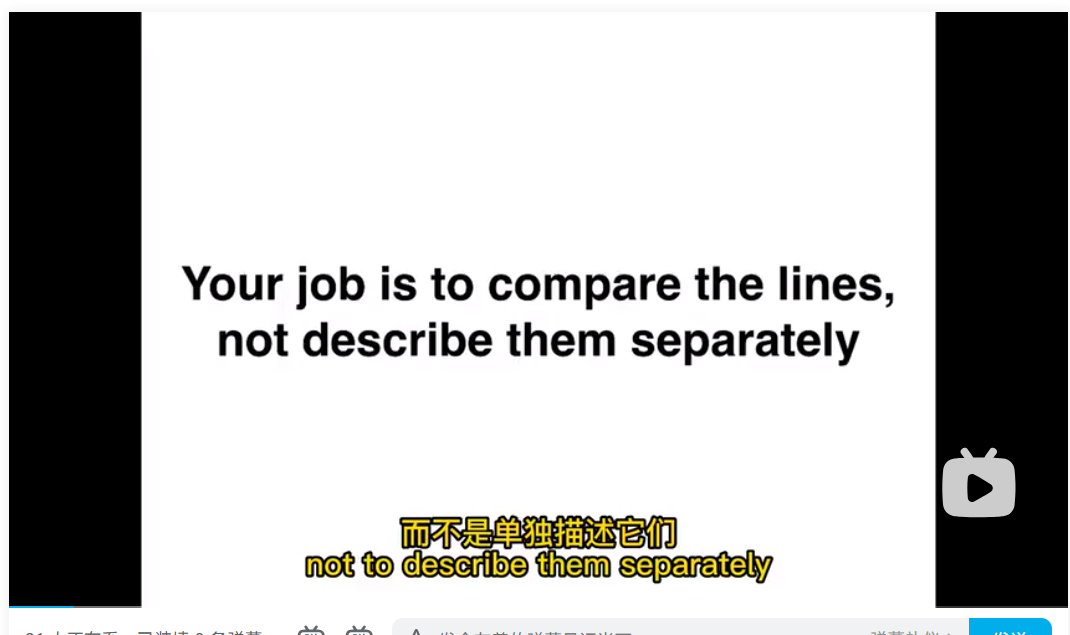 Your job is to compare the lines,
not describe them separately
而不是单独描述它们
not to describe them separately